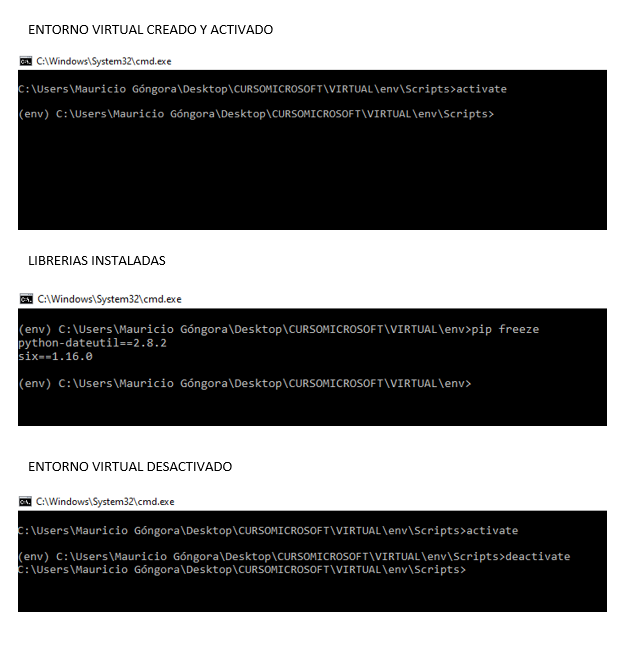 ENTORNO VIRTUAL CREADO Y ACTIVADO
C:\Windows\System32\cmd.exe
C:\Users\Mauricio Góngora\Desktop\CURSOMICROSOFT\VIRTUAL\env\Scripts>activate
(env) C:\Users\Mauricio Góngora\Desktop\CURSOMICROSOFT\VIRTUAL\env\Scripts>
LIBRERIAS INSTALADAS
C:\Windows\System32\cmd.exe
(env) C:\Users\Mauricio Góngora\Desktop\CURSOMICROSOFT\VIRTUAL\env>pip freeze
python-dateutil==2.8.2
six==1.16.0
(env) C:\Users\Mauricio Góngora\Desktop\CURSOMICROSOFT\VIRTUAL\env>
ENTORNO VIRTUAL DESACTIVADO
C:\Windows\System32\cmd.exe
C:\Users\Mauricio Góngora\Desktop\CURSOMICROSOFT\VIRTUAL\env\Scripts>activate
(env) C:\Users\Mauricio Góngora\Desktop\CURSOMICROSOFT\VIRTUAL\env\Scripts>deactivate
C:\Users\Mauricio Góngora\Desktop\CURSOMICROSOFT\VIRTUAL\env\Scripts>